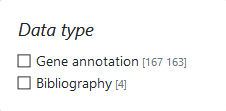 Data type
Gene annotation [167 163]
Bibliography [4]